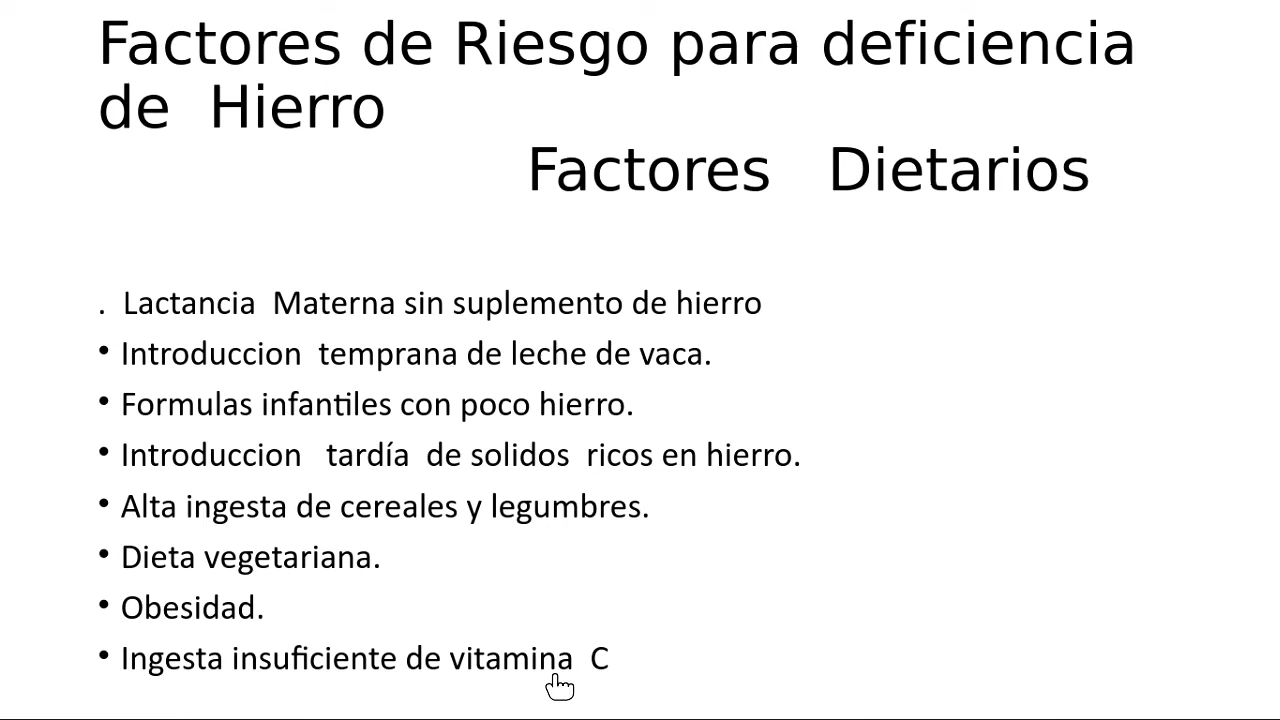 Factores de Riesgo para deficiencia
de Hierro
Factores Dietarios
. Lactancia Materna sin suplemento de hierro
• Introduccion temprana de leche de vaca.
• Formulas infantiles con poco hierro.
• Introduccion tardía de solidos ricos en hierro.
• Alta ingesta de cereales y legumbres.
• Dieta vegetariana.
• Obesidad.
• Ingesta insuficiente de vitamina C